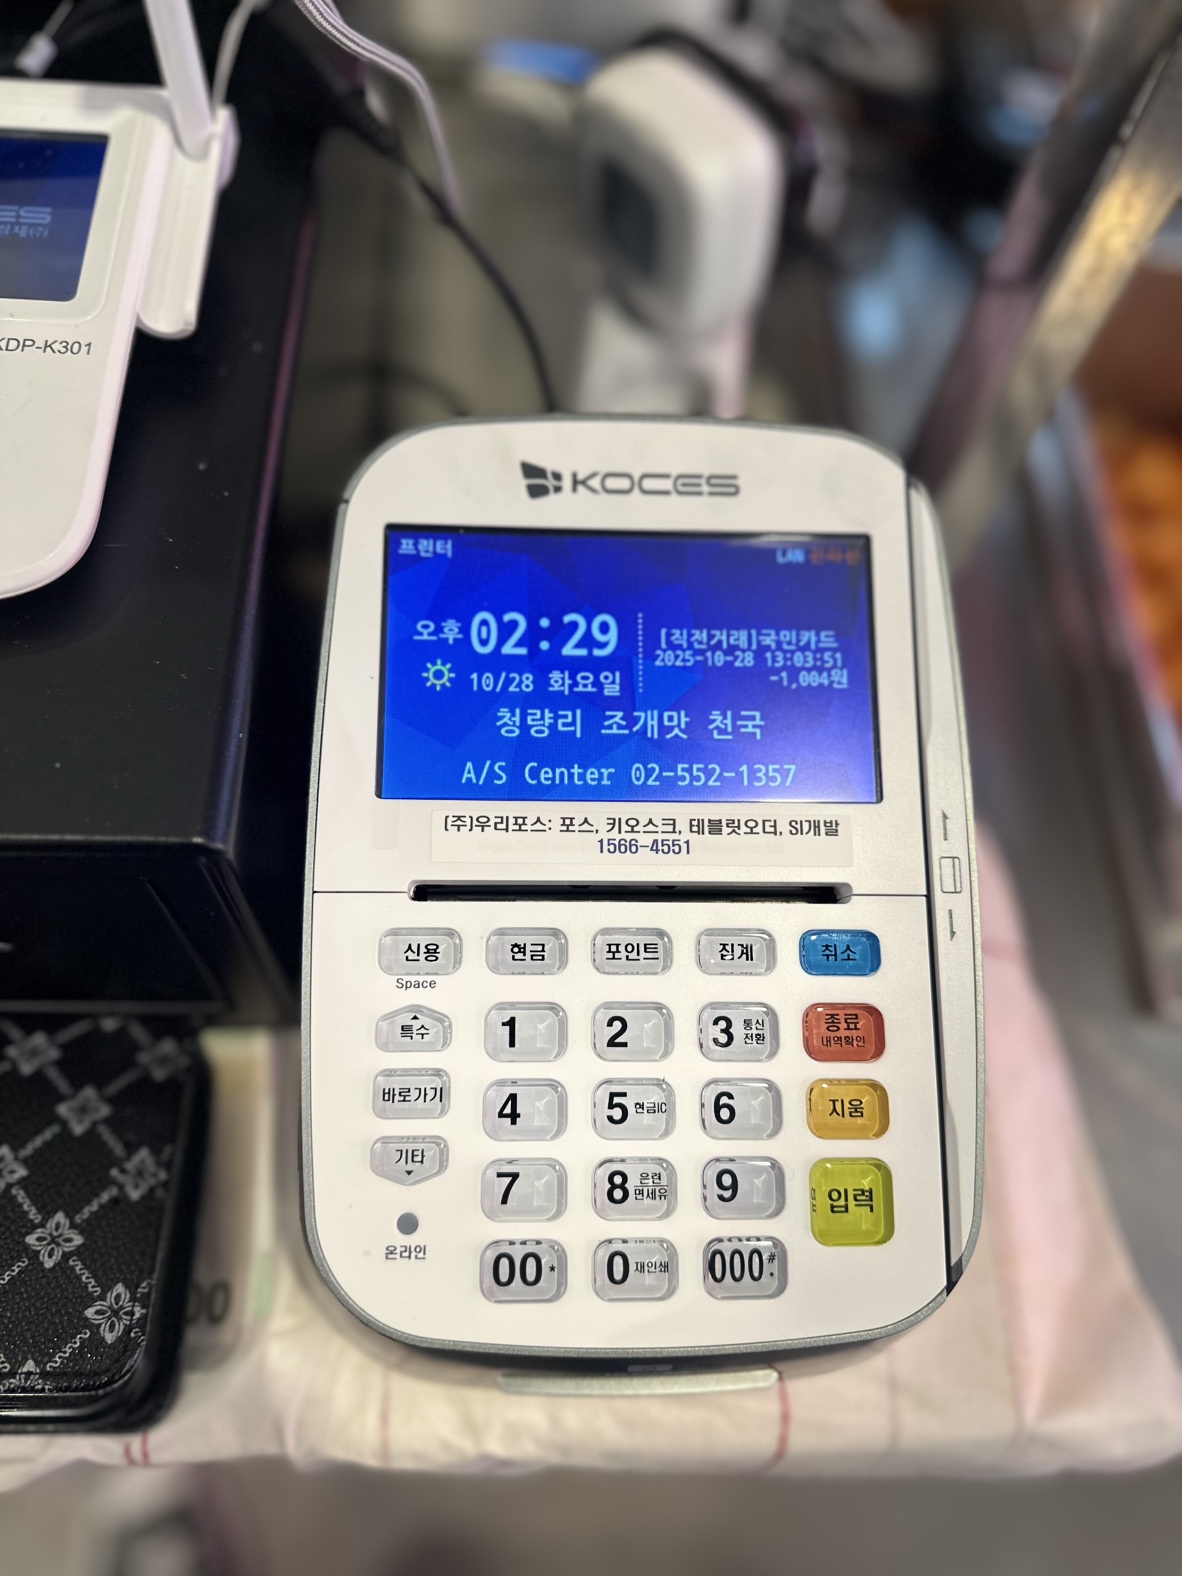 KDP-K301
KOCES
프린터
LAN
오후 02:29
10/28 화요일
[직전거래]국민카드
2025-10-28 13:03:51
-1,004원
청량리 조개맛 천국
A/S Center 02-552-1357
(주)우리포스: 포스, 키오스크, 테블릿오더, SI개발
1566-4551
신용 현금 포인트 집계 취소
Space
특수 1 2 3 통신전환 종료 내역확인
바로가기 4 5 현금IC 6 지움
기타 7 8 은련 면세유 9 입력
온라인
00 * 0 재인쇄 000 # .